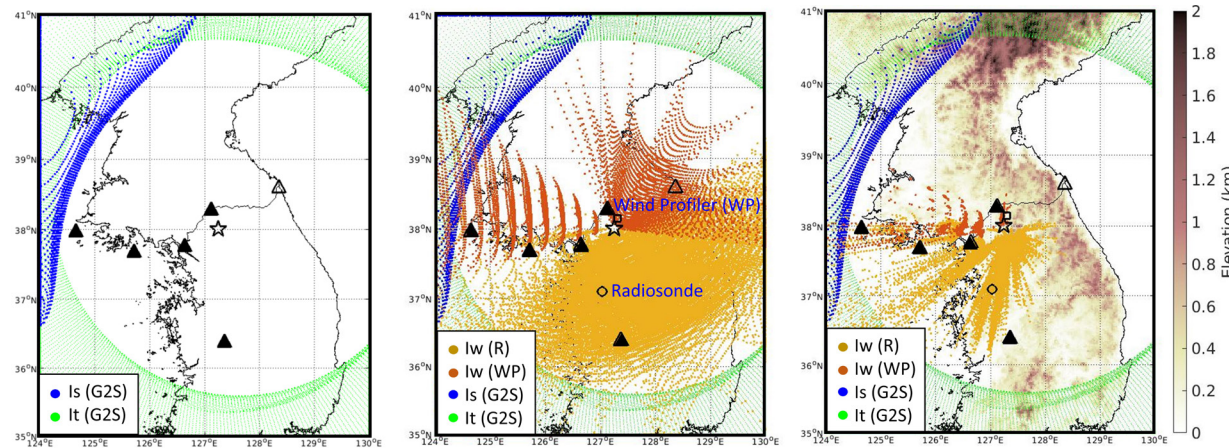 41°N
40°N
39°N
38°N
37°N
36°N
35°N
124°E 125°E 126°E 127°E 128°E 129°E 130°E
Is (G2S)
It (G2S)
41°N
40°N
39°N
38°N
37°N
36°N
35°N
124°E 125°E 126°E 127°E 128°E 129°E 130°E
Wind Profiler (WP)
Radiosonde
Iw (R)
Iw (WP)
Is (G2S)
It (G2S)
41°N
40°N
39°N
38°N
37°N
36°N
35°N
124°E 125°E 126°E 127°E 128°E 129°E 130°E
Iw (R)
Iw (WP)
Is (G2S)
It (G2S)
2
1.8
1.6
1.4
1.2
1
0.8
0.6
0.4
0.2
0
Elevation (km)